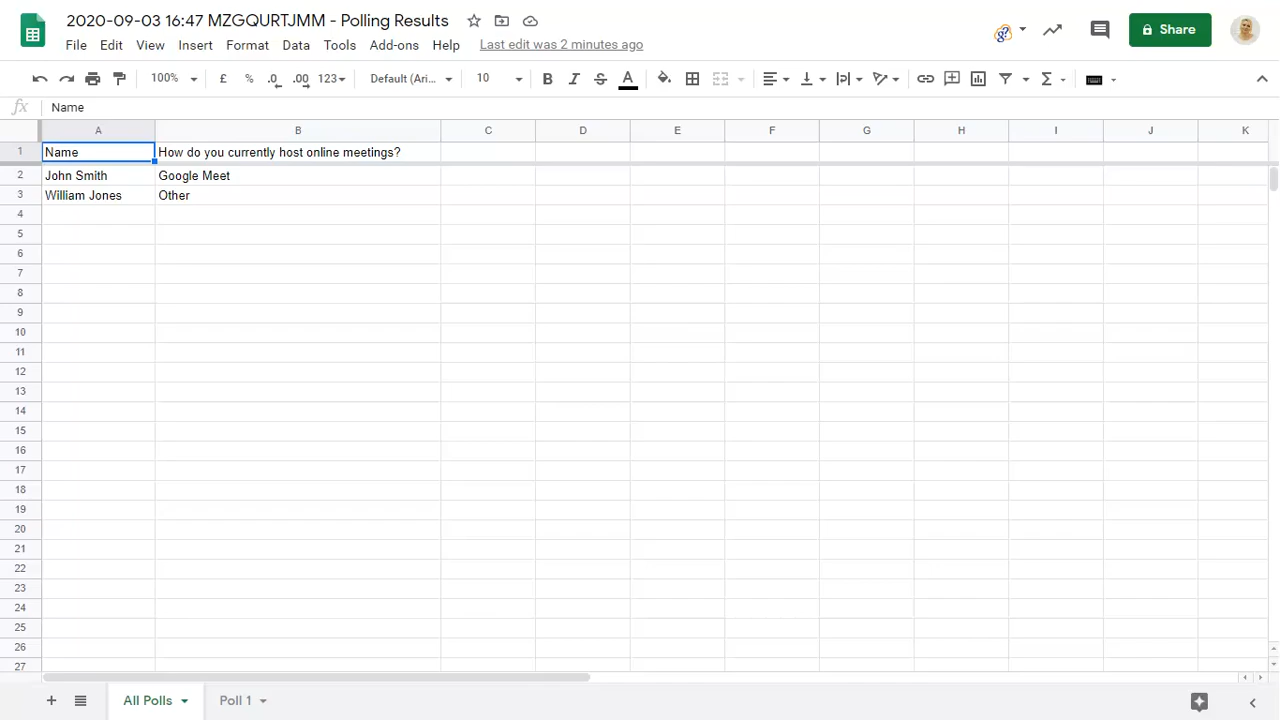 2020-09-03 16:47 MZGQURTJMM - Polling Results
File Edit View Insert Format Data Tools Add-ons Help Last edit was 2 minutes ago
Share
100% £ % .0 .00 123 Default (Ari... 10 B I S A
fx Name
A B C D E F G H I J K
1 Name How do you currently host online meetings?
2 John Smith Google Meet
3 William Jones Other
4
5
6
7
8
9
10
11
12
13
14
15
16
17
18
19
20
21
22
23
24
25
26
27
All Polls Poll 1